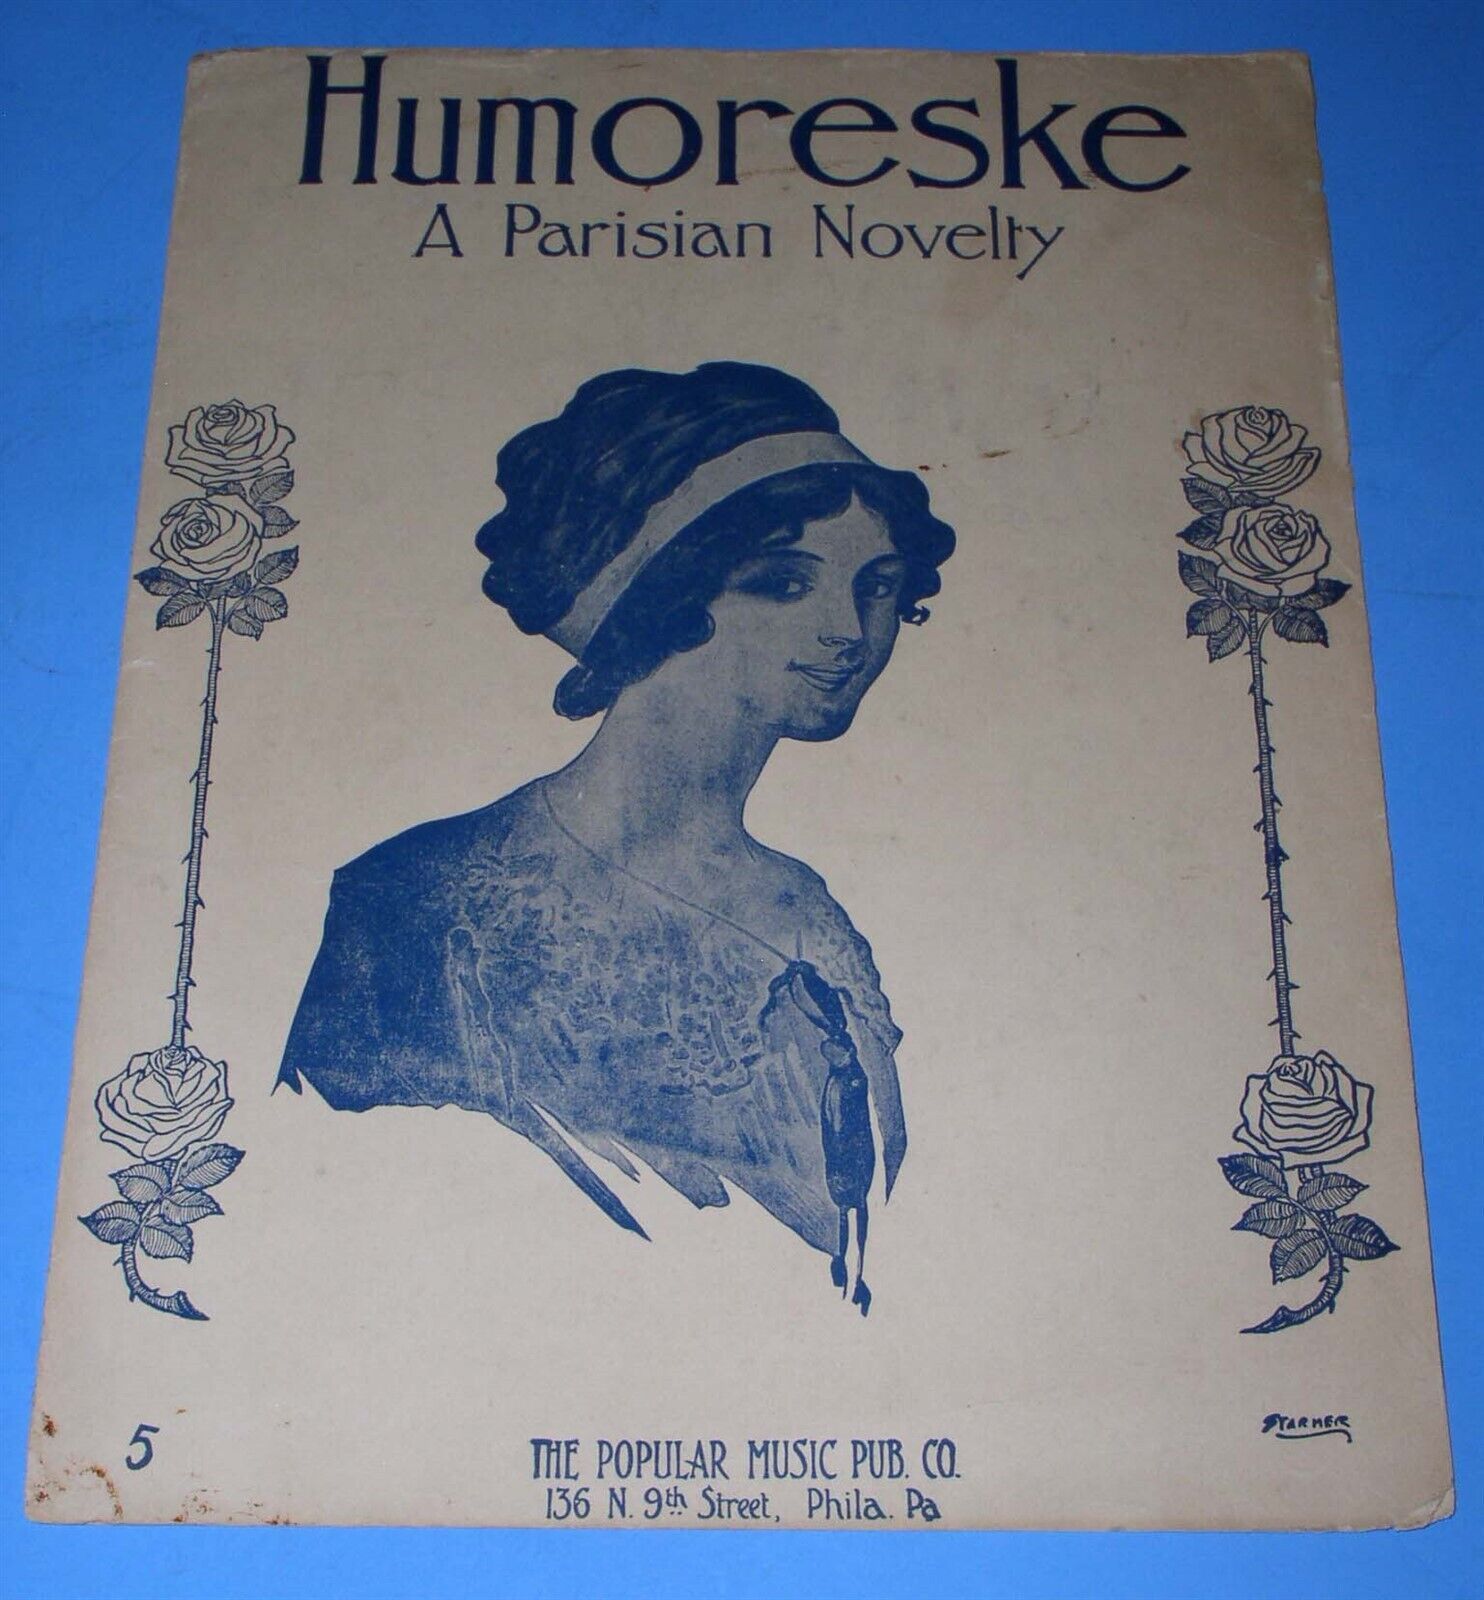 Humoreske
A Parisian Novelty
STARMER
5
THE POPULAR MUSIC PUB. CO.
136 N. 9th Street, Phila. Pa